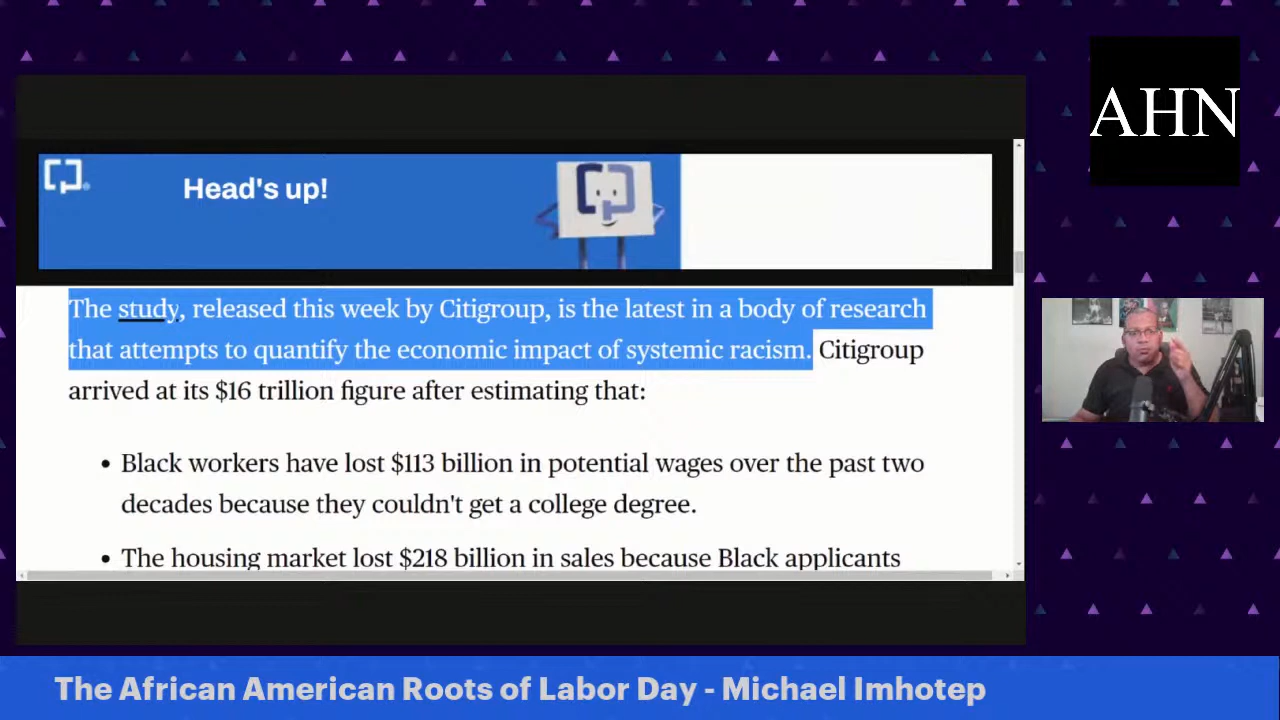 AHN
Head's up!
The study, released this week by Citigroup, is the latest in a body of research
that attempts to quantify the economic impact of systemic racism. Citigroup
arrived at its $16 trillion figure after estimating that:
• Black workers have lost $113 billion in potential wages over the past two
decades because they couldn't get a college degree.
• The housing market lost $218 billion in sales because Black applicants
The African American Roots of Labor Day - Michael Imhotep